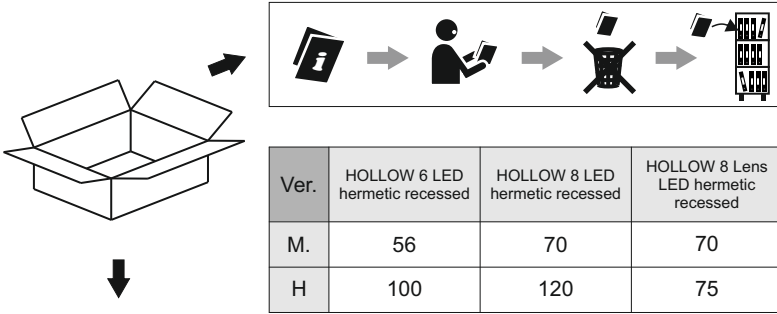 i
Ver.
HOLLOW 6 LED
hermetic recessed
HOLLOW 8 LED
hermetic recessed
HOLLOW 8 Lens
LED hermetic
recessed
M.
56
70
70
H
100
120
75